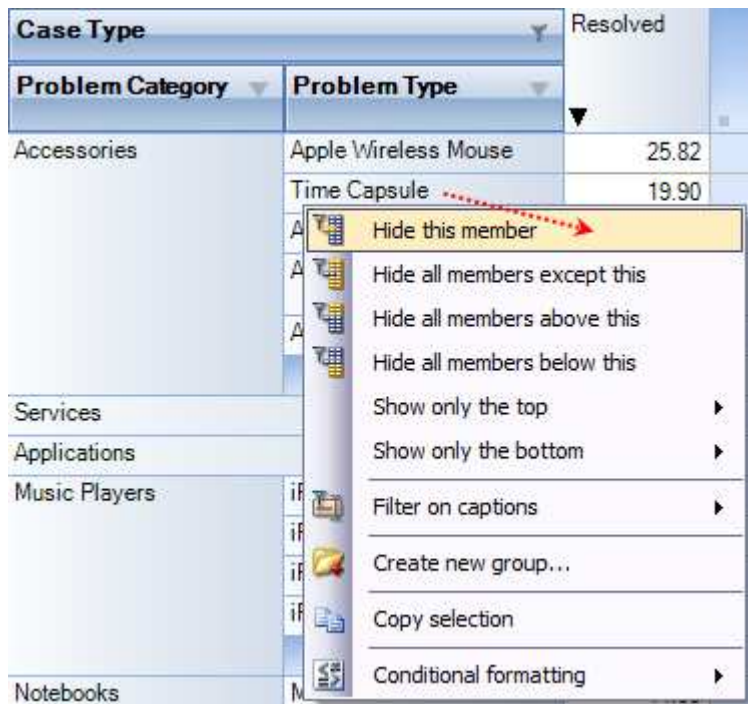 Case Type
Resolved
Problem Category
Problem Type
Accessories
Apple Wireless Mouse
25.82
Time Capsule
19.90
Hide this member
Hide all members except this
Hide all members above this
Hide all members below this
Services
Show only the top
Applications
Show only the bottom
Music Players
Filter on captions
Create new group...
Copy selection
Conditional formatting
Notebooks